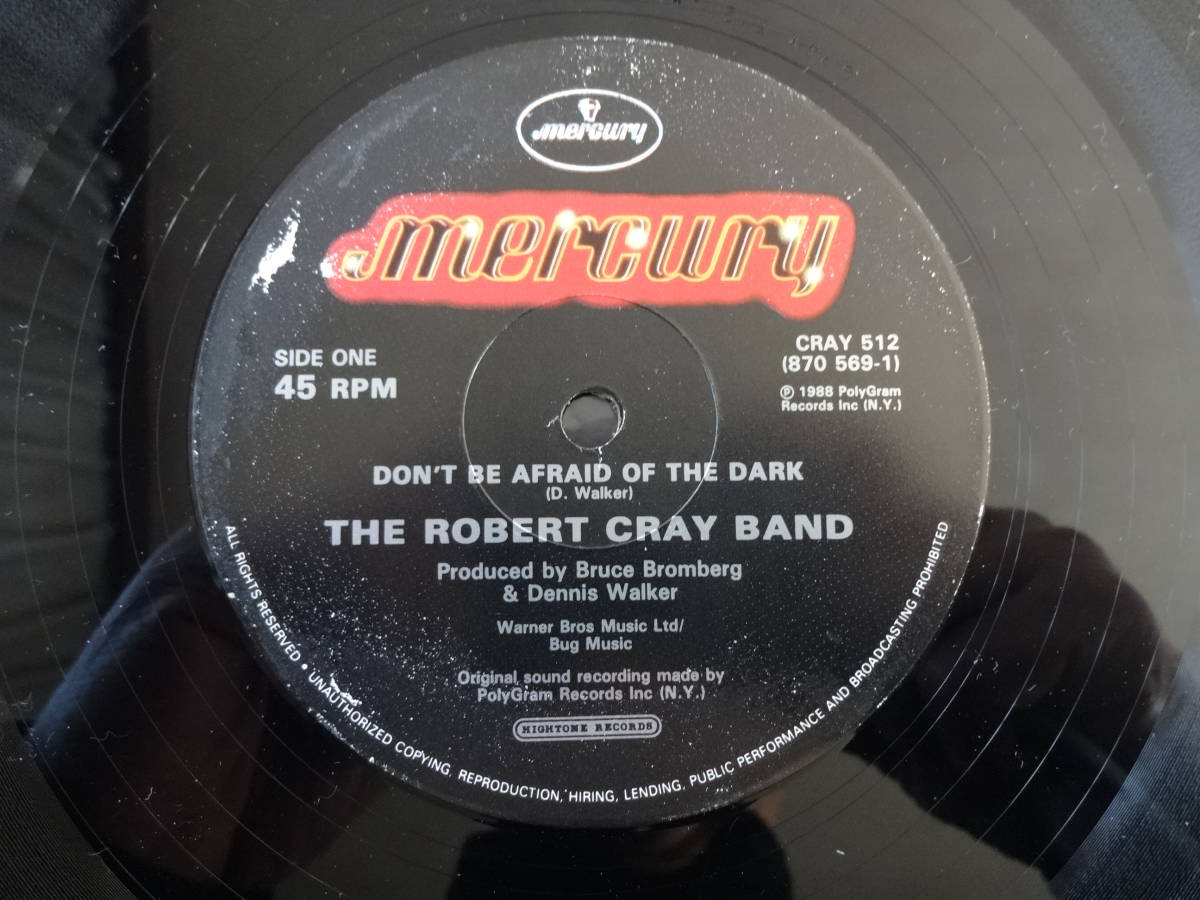 mercury
mercury
SIDE ONE
45 RPM
CRAY 512
(870 569-1)
℗ 1988 PolyGram
Records Inc (N.Y.)
DON'T BE AFRAID OF THE DARK
(D. Walker)
THE ROBERT CRAY BAND
Produced by Bruce Bromberg
& Dennis Walker
Warner Bros Music Ltd/
Bug Music
Original sound recording made by
PolyGram Records Inc (N.Y.)
HIGHTONE RECORDS
ALL RIGHTS RESERVED • UNAUTHORIZED COPYING, REPRODUCTION, HIRING, LENDING, PUBLIC PERFORMANCE AND BROADCASTING PROHIBITED